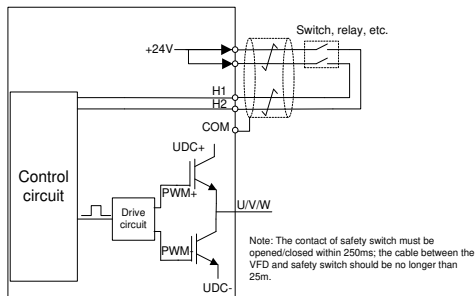 Switch, relay, etc.
+24V
H1
H2
COM
UDC+
Control
circuit
PWM+
Drive
circuit
U/V/W
PWM-
UDC-
Note: The contact of safety switch must be
opened/closed within 250ms; the cable between the
VFD and safety switch should be no longer than
25m.